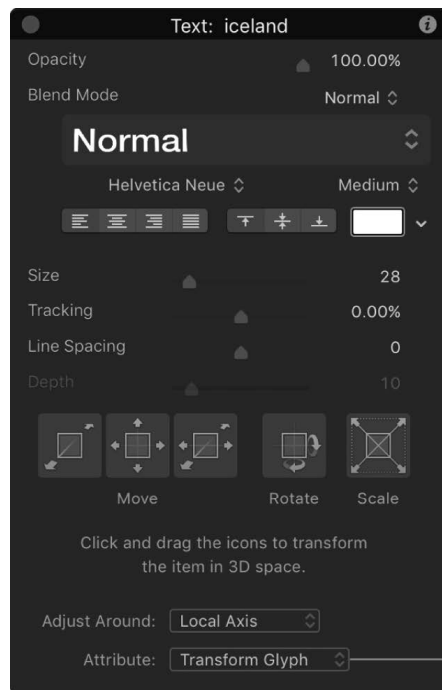 Text: iceland
Opacity 100.00%
Blend Mode Normal
Normal
Helvetica Neue Medium
Size 28
Tracking 0.00%
Line Spacing 0
Depth 10
Move Rotate Scale
Click and drag the icons to transform
the item in 3D space.
Adjust Around: Local Axis
Attribute: Transform Glyph